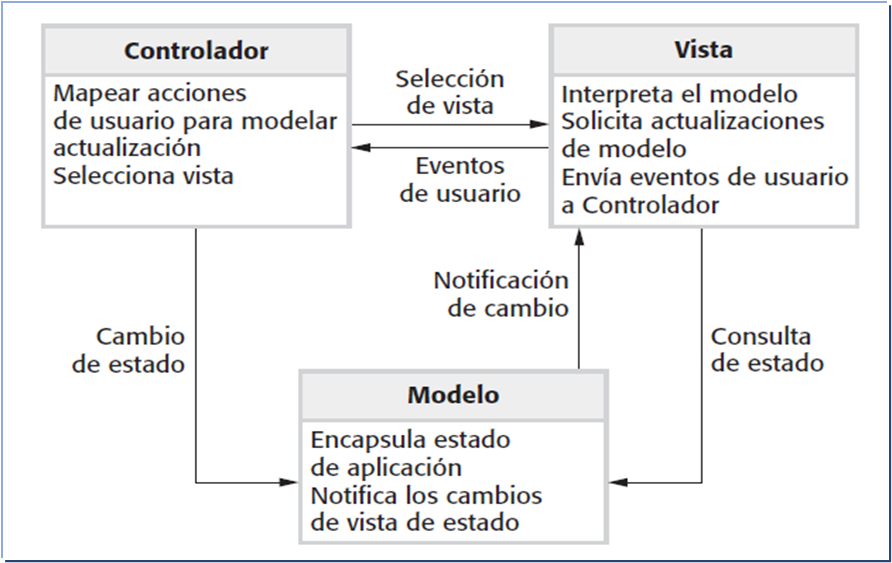 Controlador
Mapear acciones
de usuario para modelar
actualización
Selecciona vista
Selección
de vista
Eventos
de usuario
Vista
Interpreta el modelo
Solicita actualizaciones
de modelo
Envía eventos de usuario
a Controlador
Cambio
de estado
Notificación
de cambio
Consulta
de estado
Modelo
Encapsula estado
de aplicación
Notifica los cambios
de vista de estado